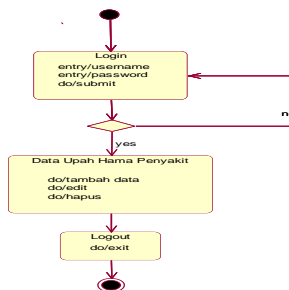 Login
entry/username
entry/password
do/submit
n
yes
Data Upah Hama Penyakit
do/tambah data
do/edit
do/hapus
Logout
do/exit